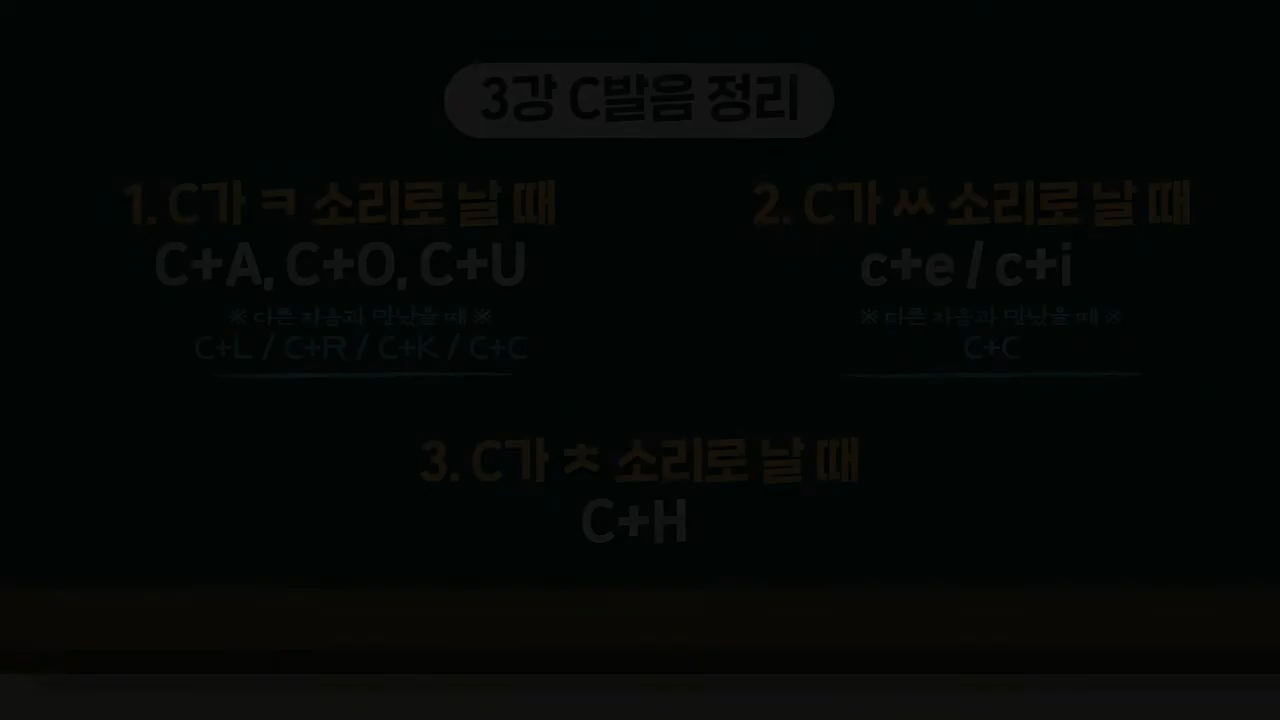 3강 C발음 정리
1. C가 ㅋ 소리로 날 때
C+A, C+O, C+U
※ 다른 자음과 만났을 때 ※
C+L / C+R / C+K / C+C
2. C가 ㅆ 소리로 날 때
c+e / c+i
※ 다른 자음과 만났을 때 ※
C+C
3. C가 ㅊ 소리로 날 때
C+H